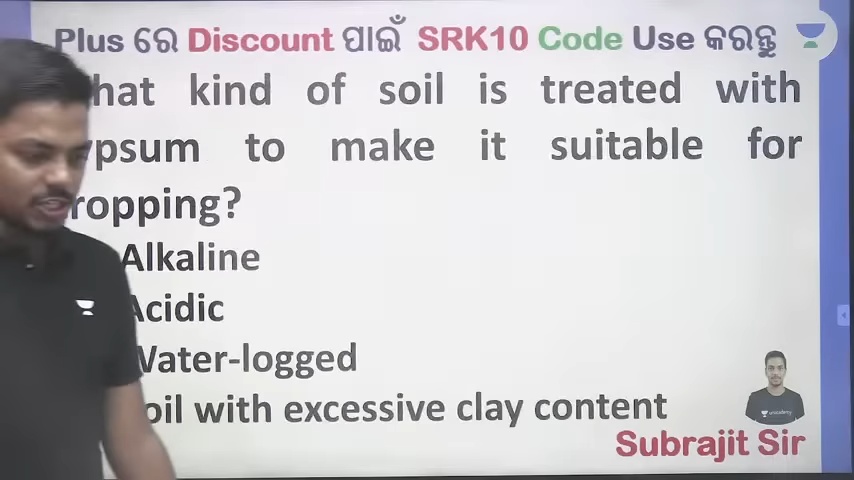 Plus ରେ Discount ପାଇଁ SRK10 Code Use କରନ୍ତୁ
hat kind of soil is treated with
ypsum to make it suitable for
ropping?
Alkaline
Acidic
Water-logged
oil with excessive clay content
unacademy
Subrajit Sir